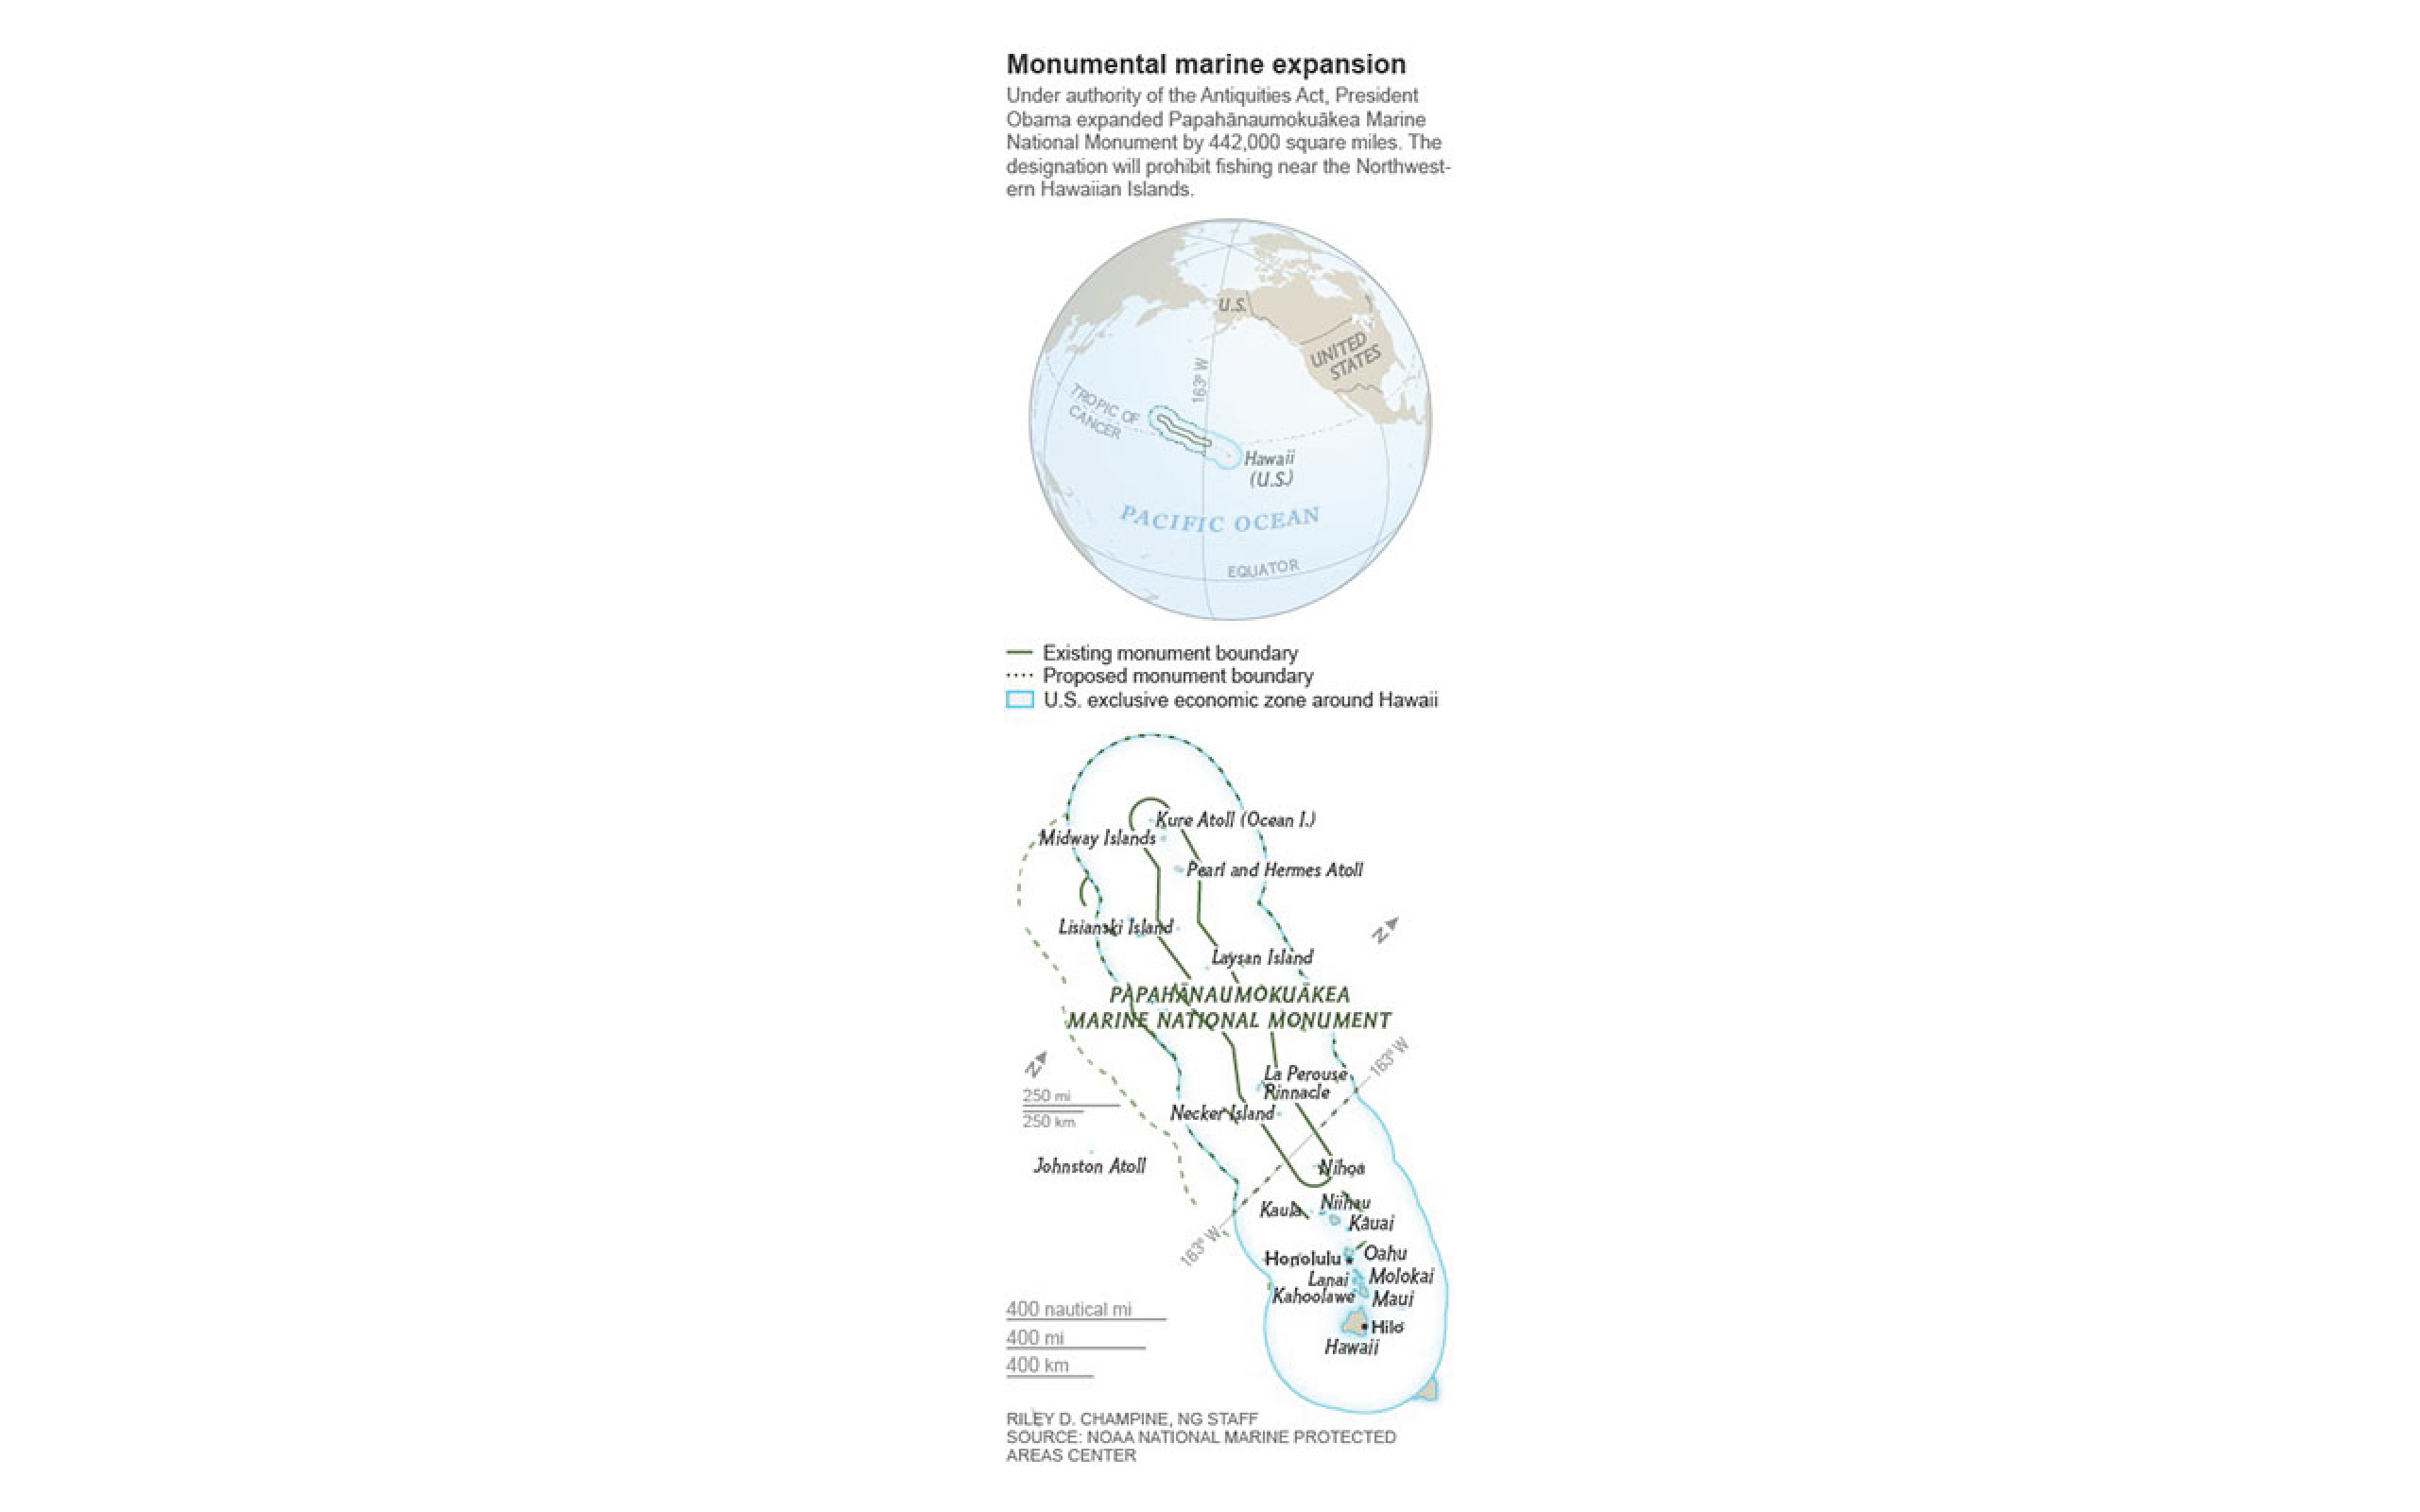 Monumental marine expansion
Under authority of the Antiquities Act, President
Obama expanded Papahānaumokuākea Marine
National Monument by 442,000 square miles. The
designation will prohibit fishing near the Northwest-
ern Hawaiian Islands.
U.S.
UNITED
STATES
163° W
TROPIC OF
CANCER
Hawaii
(U.S.)
PACIFIC OCEAN
EQUATOR
Existing monument boundary
Proposed monument boundary
U.S. exclusive economic zone around Hawaii
Kure Atoll (Ocean I.)
Midway Islands
Pearl and Hermes Atoll
Lisianski Island
N
Laysan Island
PAPAHĀNAUMOKUĀKEA
MARINE NATIONAL MONUMENT
163° W
N
La Perouse
Rinnacle
250 mi
250 km
Necker Island
Johnston Atoll
Nihoa
Niihau
Kaula
Kauai
163° W
Honolulu
Oahu
Lanai
Molokai
Kahoolawe
Maui
400 nautical mi
Hilo
400 mi
Hawaii
400 km
RILEY D. CHAMPINE, NG STAFF
SOURCE: NOAA NATIONAL MARINE PROTECTED
AREAS CENTER